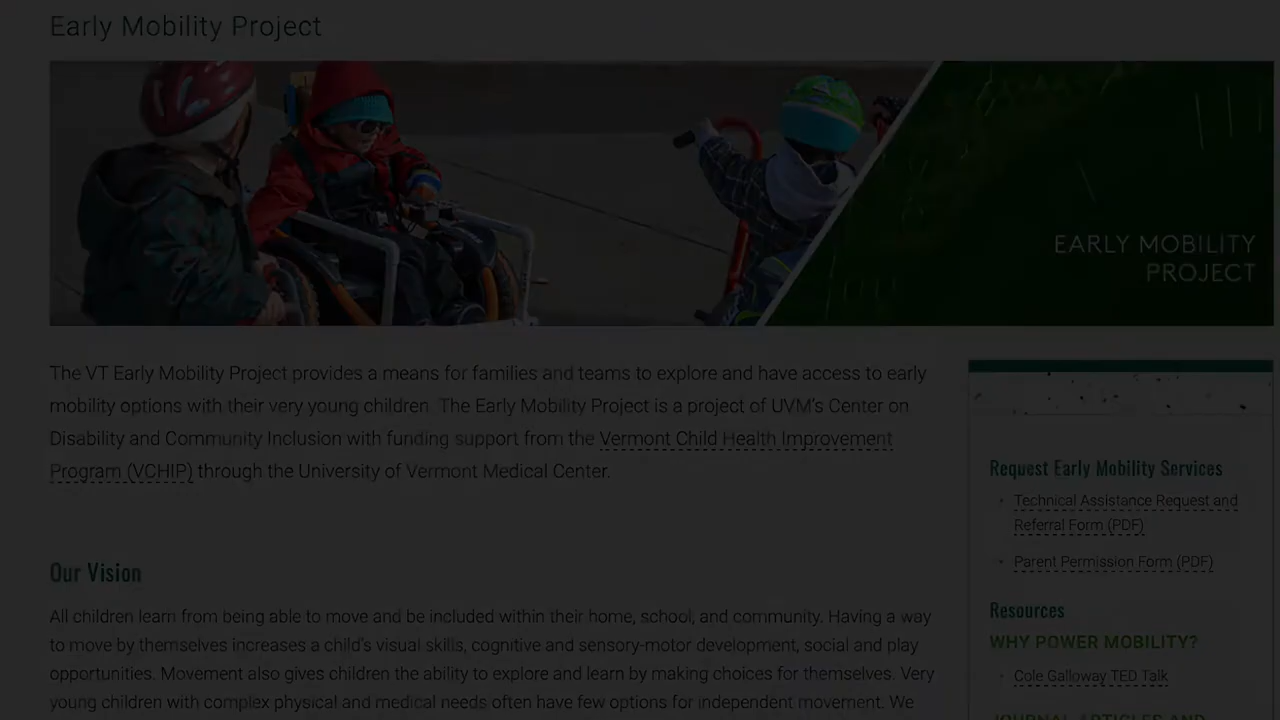 Early Mobility Project
EARLY MOBILITY
PROJECT
The VT Early Mobility Project provides a means for families and teams to explore and have access to early
mobility options with their very young children. The Early Mobility Project is a project of UVM's Center on
Disability and Community Inclusion with funding support from the Vermont Child Health Improvement
Program (VCHIP) through the University of Vermont Medical Center.
Our Vision
All children learn from being able to move and be included within their home, school, and community. Having a way
to move by themselves increases a child's visual skills, cognitive and sensory-motor development, social and play
opportunities. Movement also gives children the ability to explore and learn by making choices for themselves. Very
young children with complex physical and medical needs often have few options for independent movement. We
Request Early Mobility Services
Technical Assistance Request and
Referral Form (PDF)
Parent Permission Form (PDF)
Resources
WHY POWER MOBILITY?
Cole Galloway TED Talk
JOURNAL ARTICLES AND